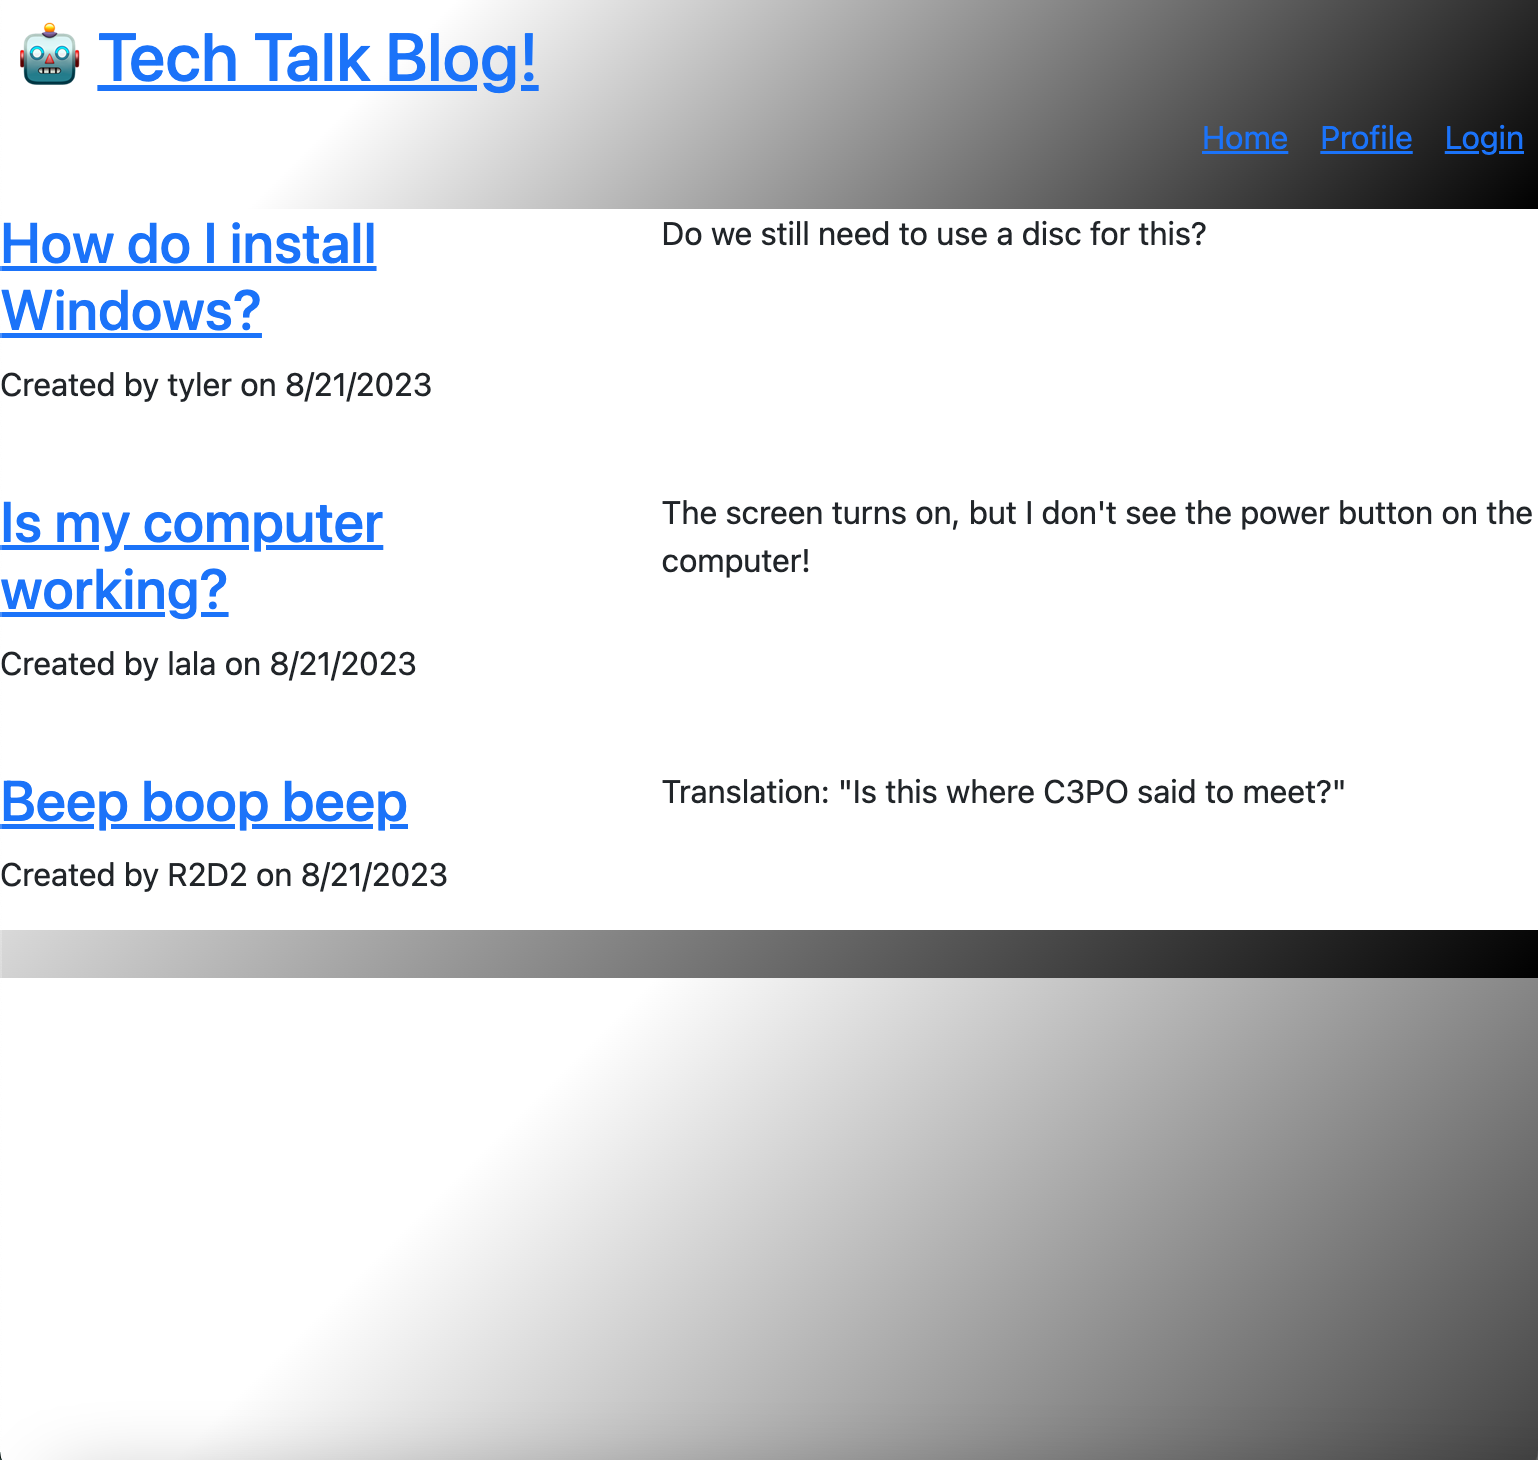 Tech Talk Blog!
Home Profile Login
How do I install
Windows?
Created by tyler on 8/21/2023
Do we still need to use a disc for this?
Is my computer
working?
Created by lala on 8/21/2023
The screen turns on, but I don't see the power button on the
computer!
Beep boop beep
Created by R2D2 on 8/21/2023
Translation: "Is this where C3PO said to meet?"